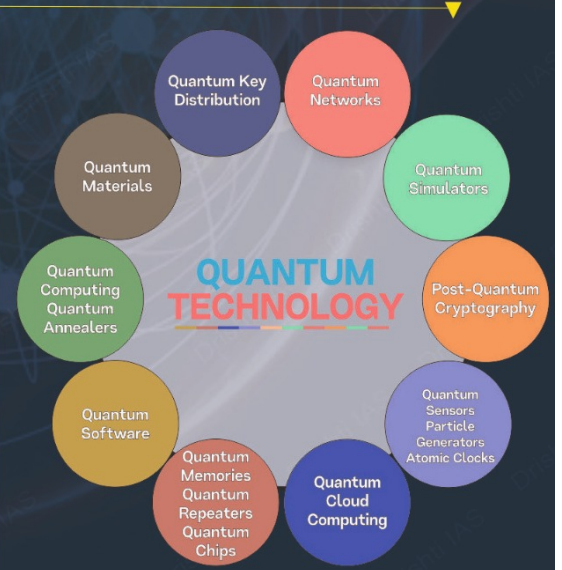 QUANTUM
TECHNOLOGY
Quantum Key
Distribution
Quantum
Networks
Quantum
Simulators
Post-Quantum
Cryptography
Quantum
Sensors
Particle
Generators
Atomic Clocks
Quantum
Cloud
Computing
Quantum
Memories
Quantum
Repeaters
Quantum
Chips
Quantum
Software
Quantum
Computing
Quantum
Annealers
Quantum
Materials